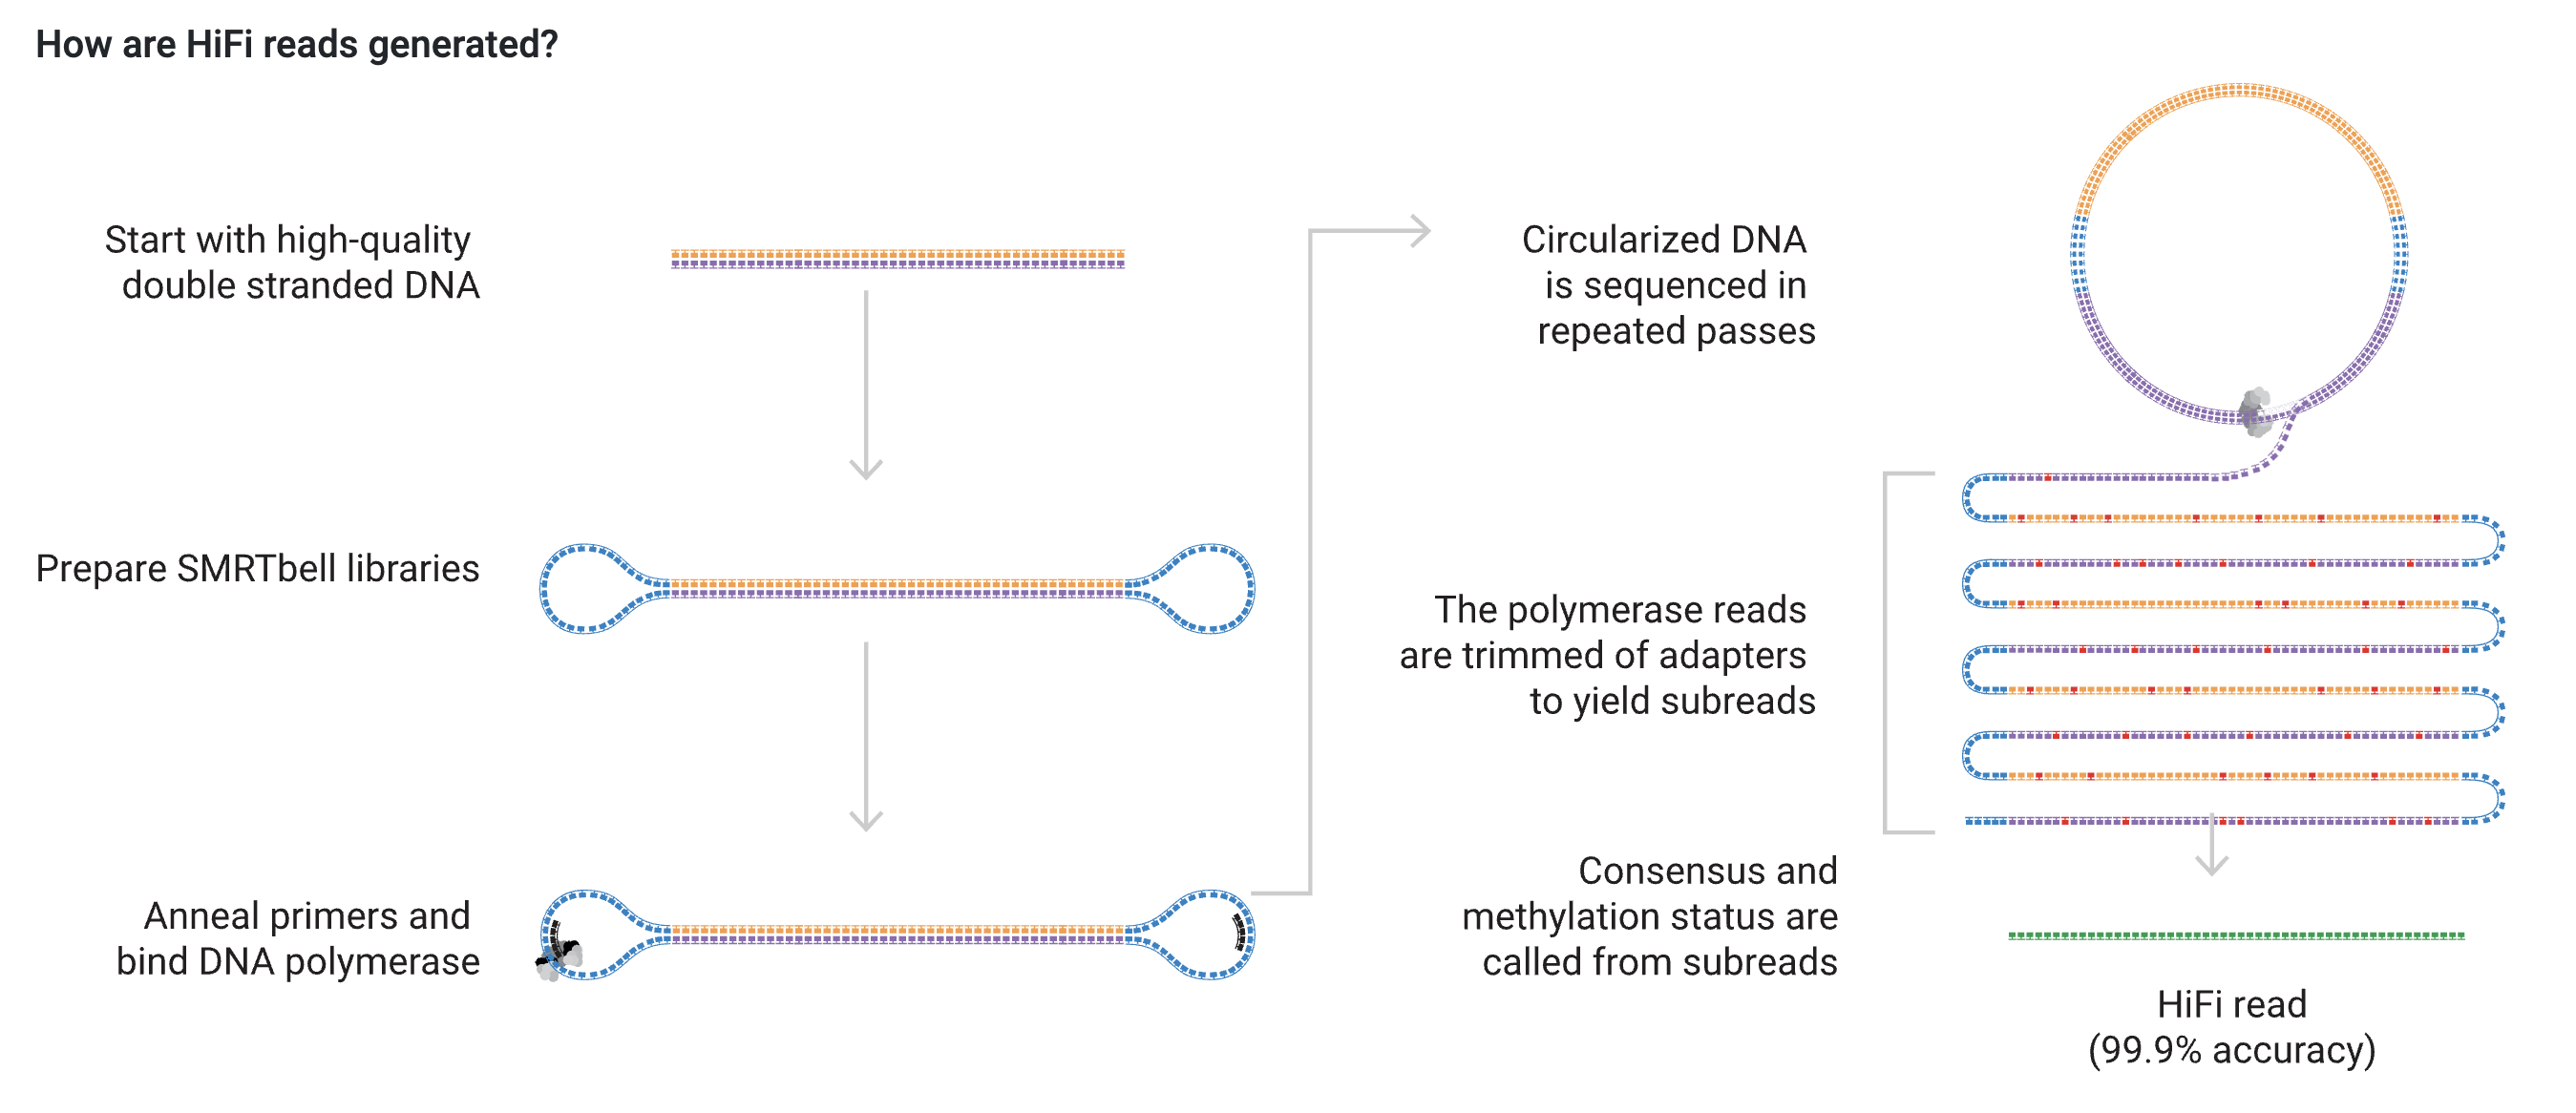 How are HiFi reads generated?
Start with high-quality
double stranded DNA
Prepare SMRTbell libraries
Anneal primers and
bind DNA polymerase
Circularized DNA
is sequenced in
repeated passes
The polymerase reads
are trimmed of adapters
to yield subreads
Consensus and
methylation status are
called from subreads
HiFi read
(99.9% accuracy)